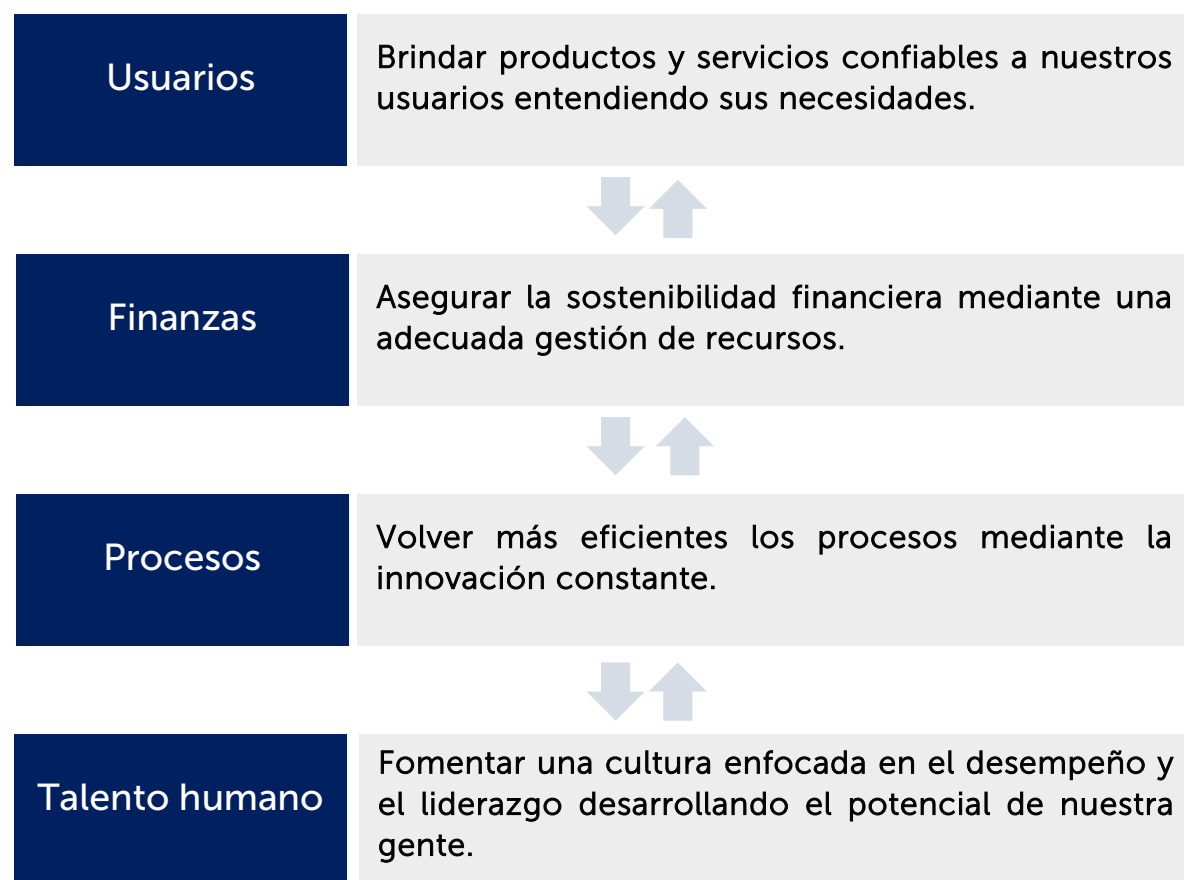 Usuarios
Brindar productos y servicios confiables a nuestros
usuarios entendiendo sus necesidades.
Finanzas
Asegurar la sostenibilidad financiera mediante una
adecuada gestión de recursos.
Procesos
Volver más eficientes los procesos mediante la
innovación constante.
Talento humano
Fomentar una cultura enfocada en el desempeño y
el liderazgo desarrollando el potencial de nuestra
gente.